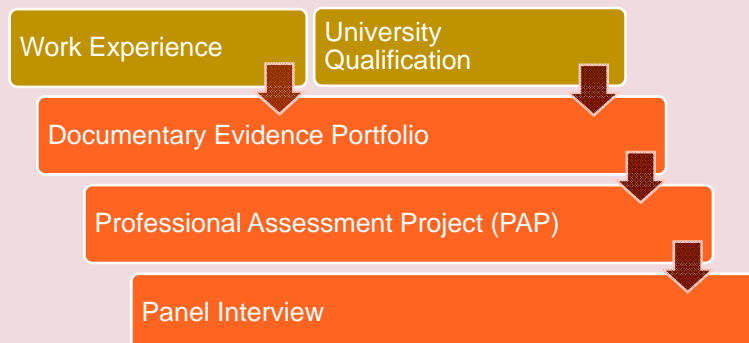 Work Experience
University
Qualification
Documentary Evidence Portfolio
Professional Assessment Project (PAP)
Panel Interview